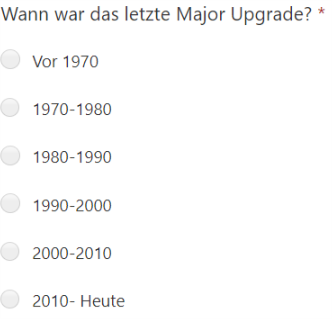 Wann war das letzte Major Upgrade? *
Vor 1970
1970-1980
1980-1990
1990-2000
2000-2010
2010- Heute